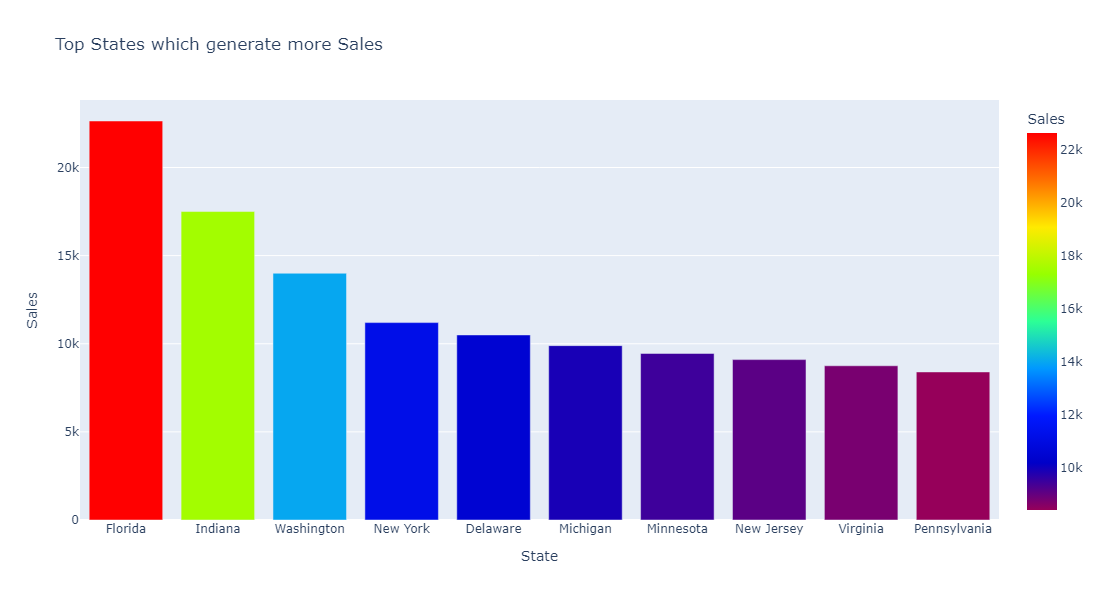 Top States which generate more Sales
Sales
20k
15k
10k
5k
0
Florida Indiana Washington New York Delaware Michigan Minnesota New Jersey Virginia Pennsylvania
State
Sales
22k
20k
18k
16k
14k
12k
10k